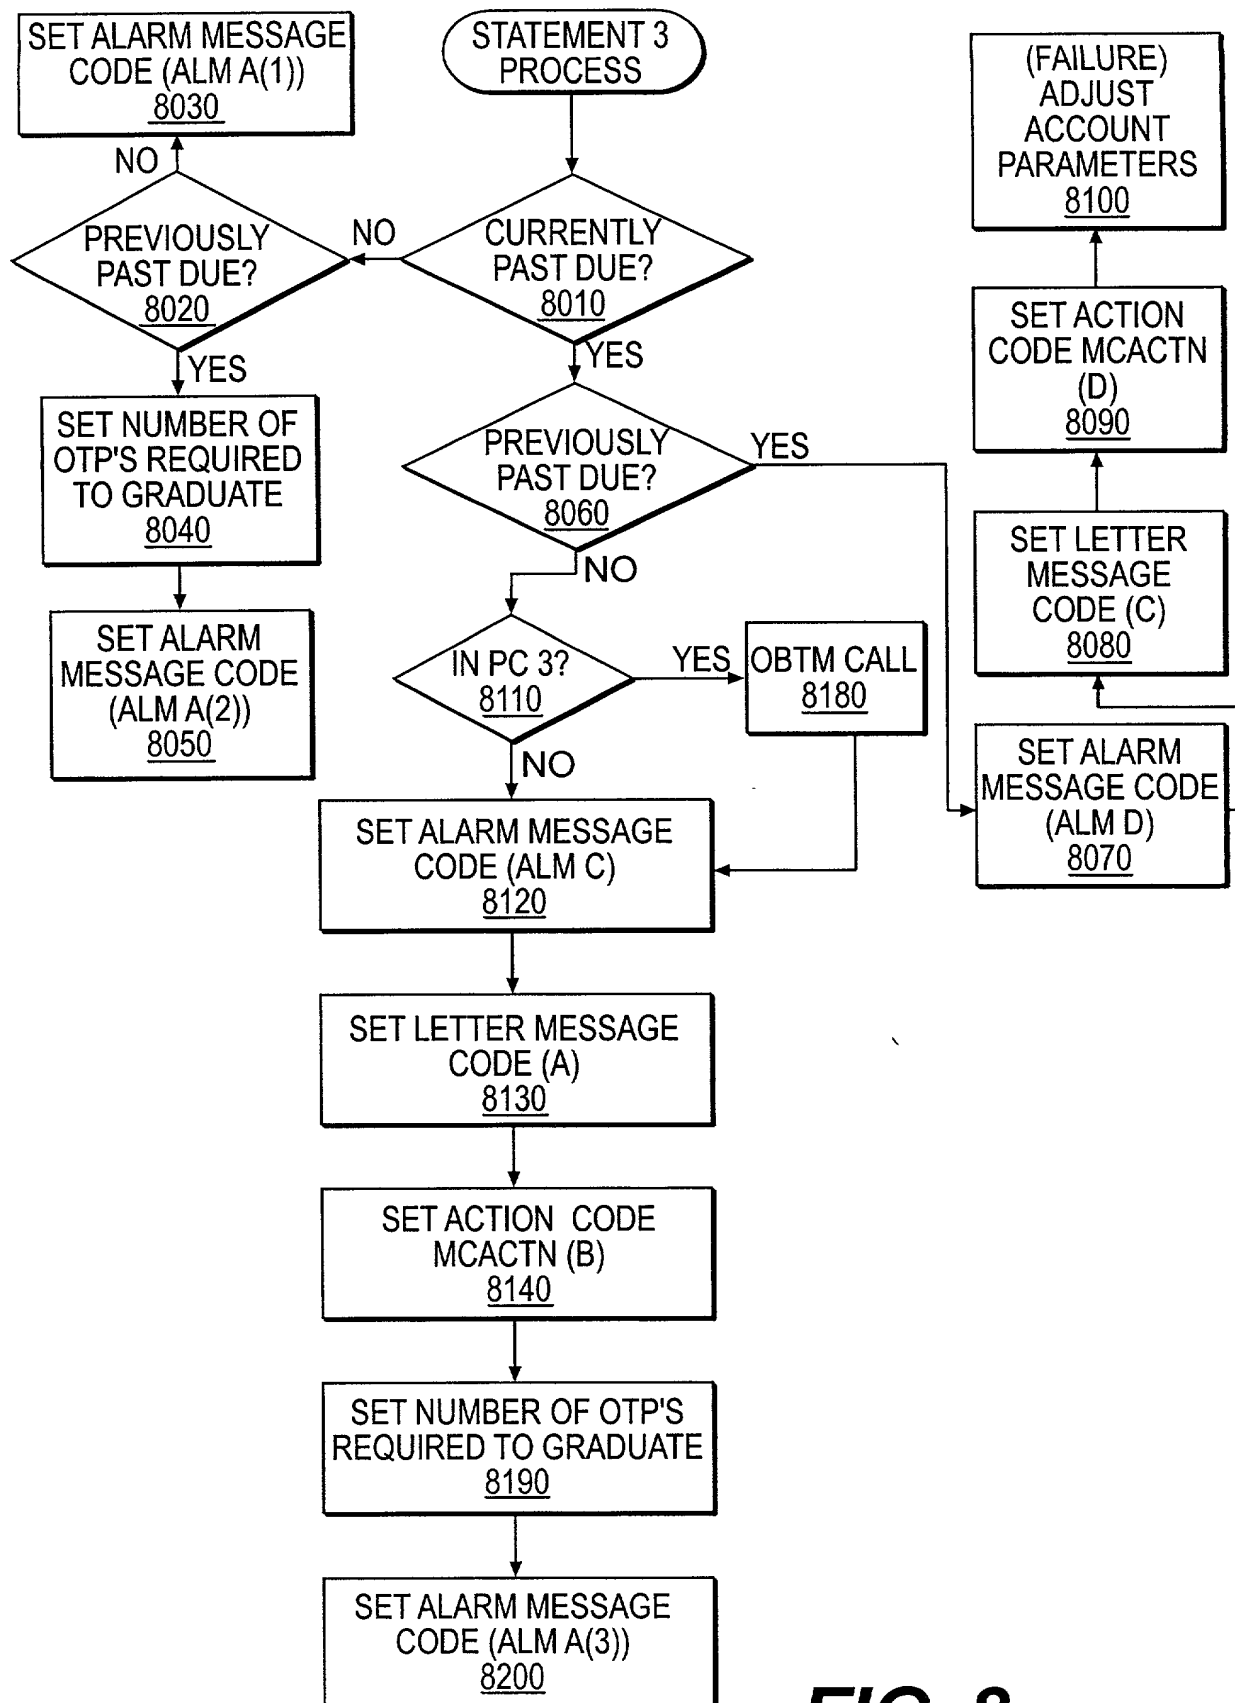 SET ALARM MESSAGE
CODE (ALM A(1))
8030
STATEMENT 3
PROCESS
(FAILURE)
ADJUST
ACCOUNT
PARAMETERS
8100
NO
PREVIOUSLY
PAST DUE?
8020
NO
CURRENTLY
PAST DUE?
8010
YES
YES
SET NUMBER OF
OTP'S REQUIRED
TO GRADUATE
8040
SET ALARM
MESSAGE CODE
(ALM A(2))
8050
PREVIOUSLY
PAST DUE?
8060
YES
NO
SET ACTION
CODE MCACTN
(D)
8090
SET LETTER
MESSAGE
CODE (C)
8080
SET ALARM
MESSAGE CODE
(ALM D)
8070
IN PC 3?
8110
YES
OBTM CALL
8180
NO
SET ALARM MESSAGE
CODE (ALM C)
8120
SET LETTER MESSAGE
CODE (A)
8130
SET ACTION CODE
MCACTN (B)
8140
SET NUMBER OF OTP'S
REQUIRED TO GRADUATE
8190
SET ALARM MESSAGE
CODE (ALM A(3))
8200